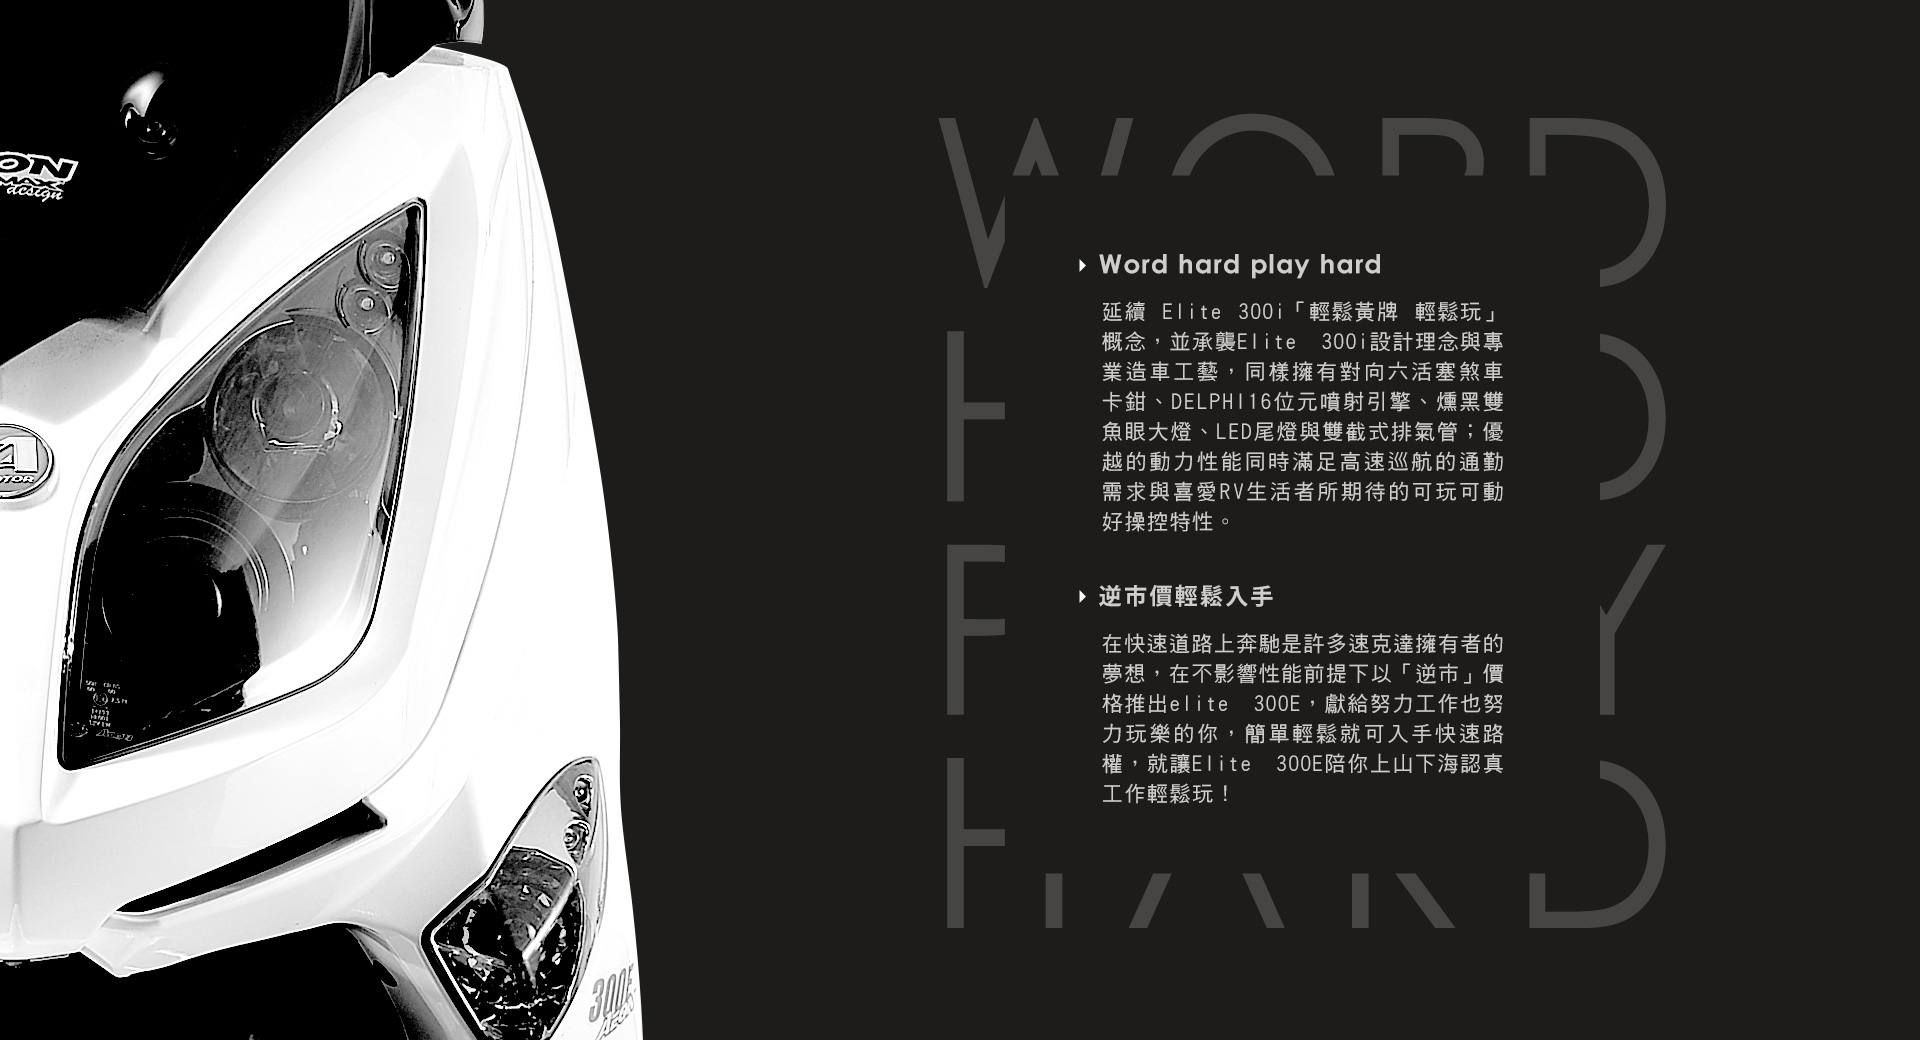 ON
MAX
design
MOTOR
300E
AEON
WORD
HARD
PLAY
HARD
Word hard play hard
延續 Elite 300i「輕鬆黃牌 輕鬆玩」
概念，並承襲Elite 300i設計理念與專
業造車工藝，同樣擁有對向六活塞煞車
卡鉗、DELPHI16位元噴射引擎、燻黑雙
魚眼大燈、LED尾燈與雙截式排氣管；優
越的動力性能同時滿足高速巡航的通勤
需求與喜愛RV生活者所期待的可玩可動
好操控特性。
逆市價輕鬆入手
在快速道路上奔馳是許多速克達擁有者的
夢想，在不影響性能前提下以「逆市」價
格推出elite 300E，獻給努力工作也努
力玩樂的你，簡單輕鬆就可入手快速路
權，就讓Elite 300E陪你上山下海認真
工作輕鬆玩！